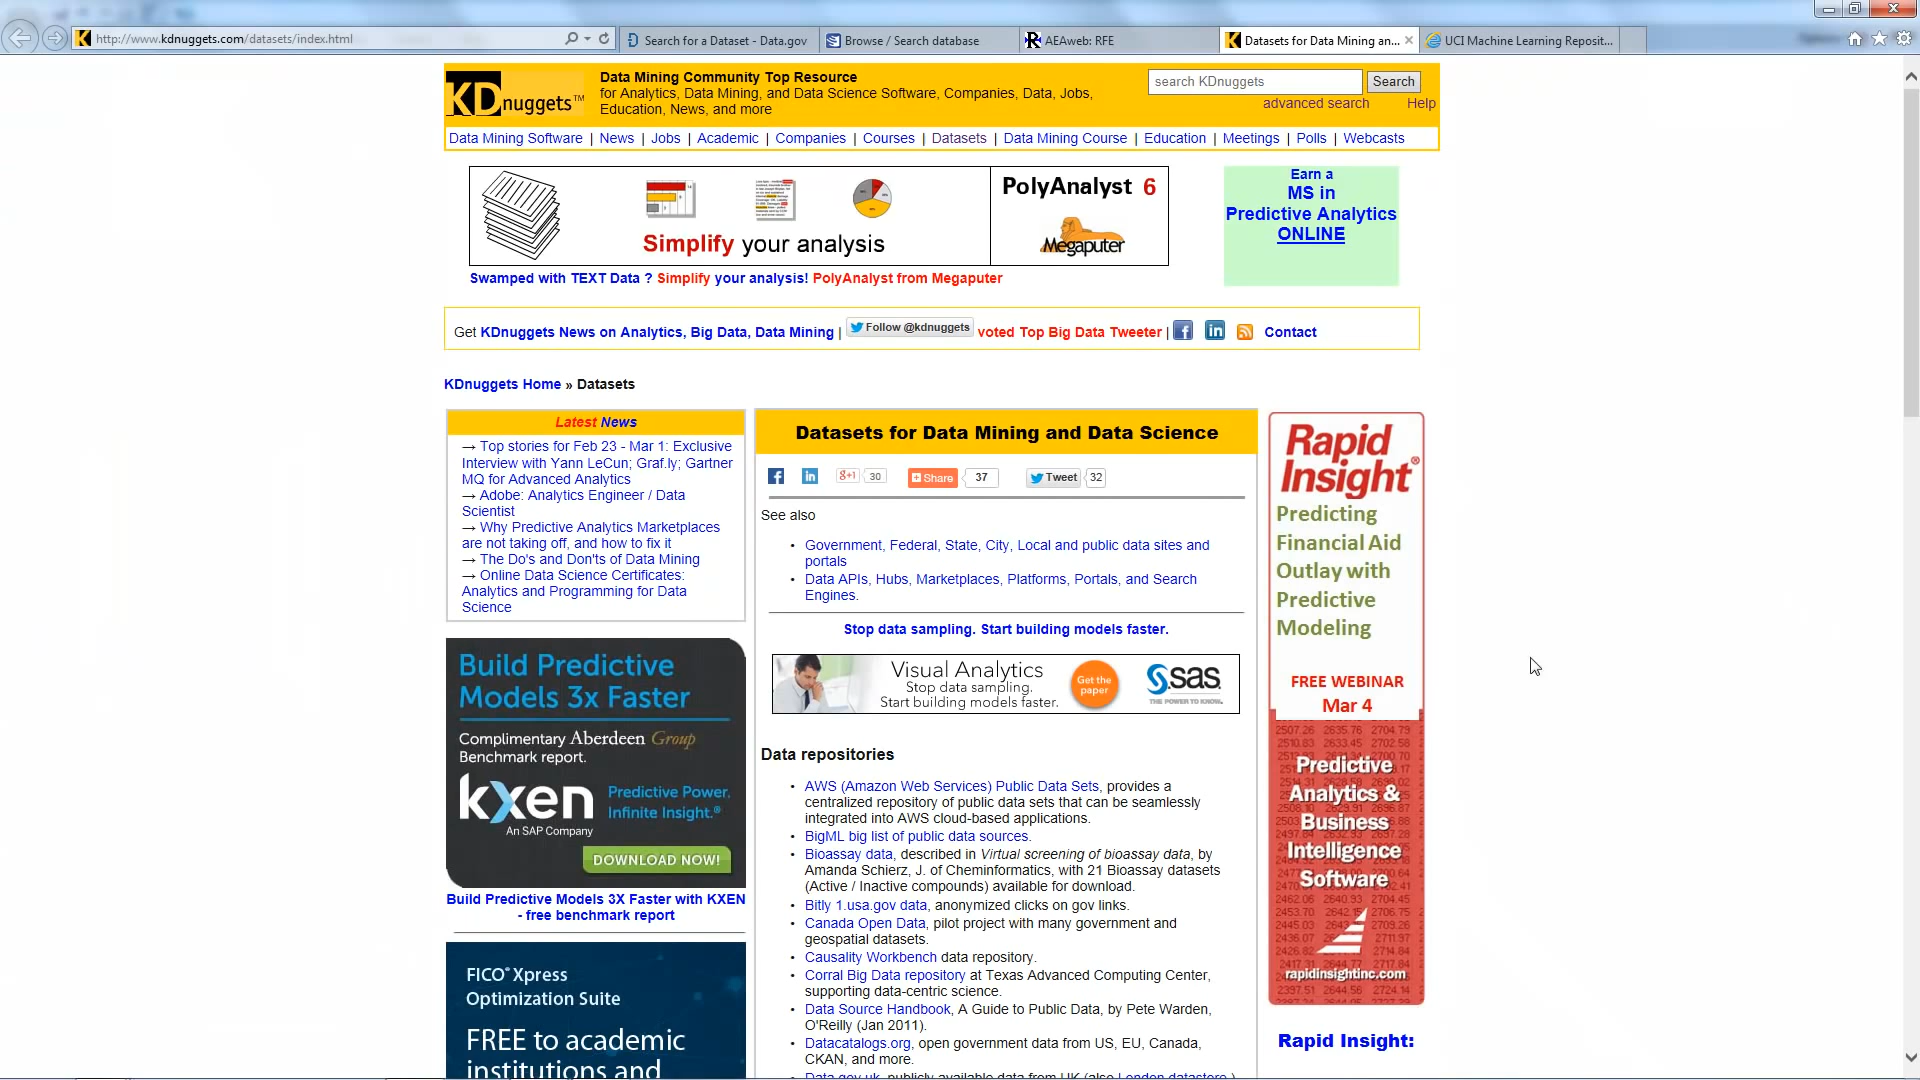 http://www.kdnuggets.com/datasets/index.html
Search for a Dataset - Data.gov
Browse / Search database
AEAweb: RFE
Datasets for Data Mining an...
UCI Machine Learning Reposit...
KDnuggets™
Data Mining Community Top Resource
for Analytics, Data Mining, and Data Science Software, Companies, Data, Jobs,
Education, News, and more
search KDnuggets
Search
advanced search
Help
Data Mining Software | News | Jobs | Academic | Companies | Courses | Datasets | Data Mining Course | Education | Meetings | Polls | Webcasts
Simplify your analysis
PolyAnalyst 6
Megaputer
Earn a
MS in
Predictive Analytics
ONLINE
Swamped with TEXT Data ? Simplify your analysis! PolyAnalyst from Megaputer
Get KDnuggets News on Analytics, Big Data, Data Mining | Follow @kdnuggets voted Top Big Data Tweeter | Contact
KDnuggets Home » Datasets
Latest News
→ Top stories for Feb 23 - Mar 1: Exclusive
Interview with Yann LeCun; Graf.ly; Gartner
MQ for Advanced Analytics
→ Adobe: Analytics Engineer / Data
Scientist
→ Why Predictive Analytics Marketplaces
are not taking off, and how to fix it
→ The Do's and Don'ts of Data Mining
→ Online Data Science Certificates:
Analytics and Programming for Data
Science
Build Predictive
Models 3x Faster
Complimentary Aberdeen Group
Benchmark report.
kxen
An SAP Company
Predictive Power,
Infinite Insight.®
DOWNLOAD NOW!
Build Predictive Models 3X Faster with KXEN
- free benchmark report
FICO® Xpress
Optimization Suite
FREE to academic
institutions and
Datasets for Data Mining and Data Science
g+1 30
Share 37
Tweet 32
See also
• Government, Federal, State, City, Local and public data sites and
portals
• Data APIs, Hubs, Marketplaces, Platforms, Portals, and Search
Engines.
Stop data sampling. Start building models faster.
Visual Analytics
Stop data sampling.
Start building models faster.
Get the
paper
sas
THE POWER TO KNOW.
Data repositories
• AWS (Amazon Web Services) Public Data Sets, provides a
centralized repository of public data sets that can be seamlessly
integrated into AWS cloud-based applications.
• BigML big list of public data sources.
• Bioassay data, described in Virtual screening of bioassay data, by
Amanda Schierz, J. of Cheminformatics, with 21 Bioassay datasets
(Active / Inactive compounds) available for download.
• Bitly 1.usa.gov data, anonymized clicks on gov links.
• Canada Open Data, pilot project with many government and
geospatial datasets.
• Causality Workbench data repository.
• Corral Big Data repository at Texas Advanced Computing Center,
supporting data-centric science.
• Data Source Handbook, A Guide to Public Data, by Pete Warden,
O'Reilly (Jan 2011).
• Datacatalogs.org, open government data from US, EU, Canada,
CKAN, and more.
• Data.gov.uk, publicly available data from UK (also London datastore.)
Rapid
Insight®
Predicting
Financial Aid
Outlay with
Predictive
Modeling
FREE WEBINAR
Mar 4
Predictive
Analytics &
Business
Intelligence
Software
rapidinsightinc.com
Rapid Insight: